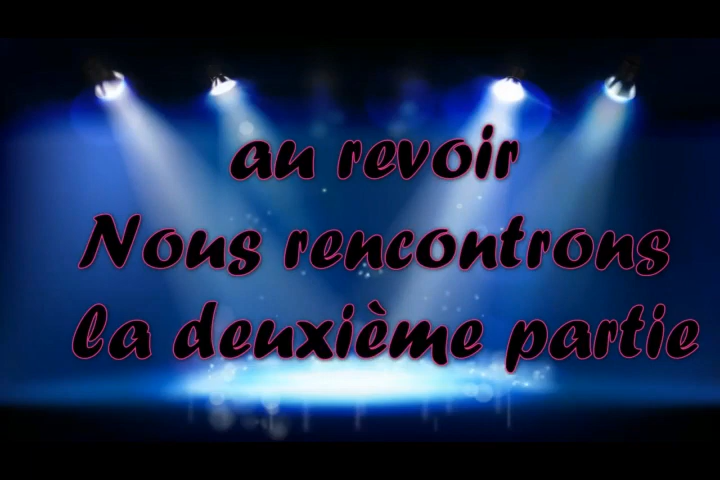 au revoir
Nous rencontrons
la deuxième partie